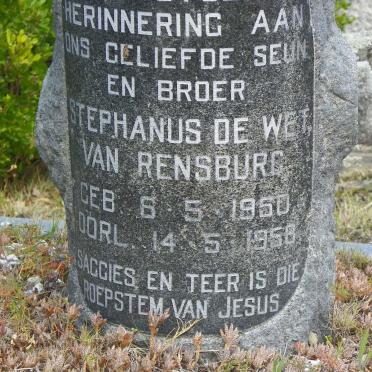 HERINNERING AAN
ONS GELIEFDE SEUN
EN BROER
STEPHANUS DE WET,
VAN RENSBURG
GEB 6 5 1950
OORL 14 5 1958
SAGGIES EN TEER IS DIE
ROEPSTEM VAN JESUS